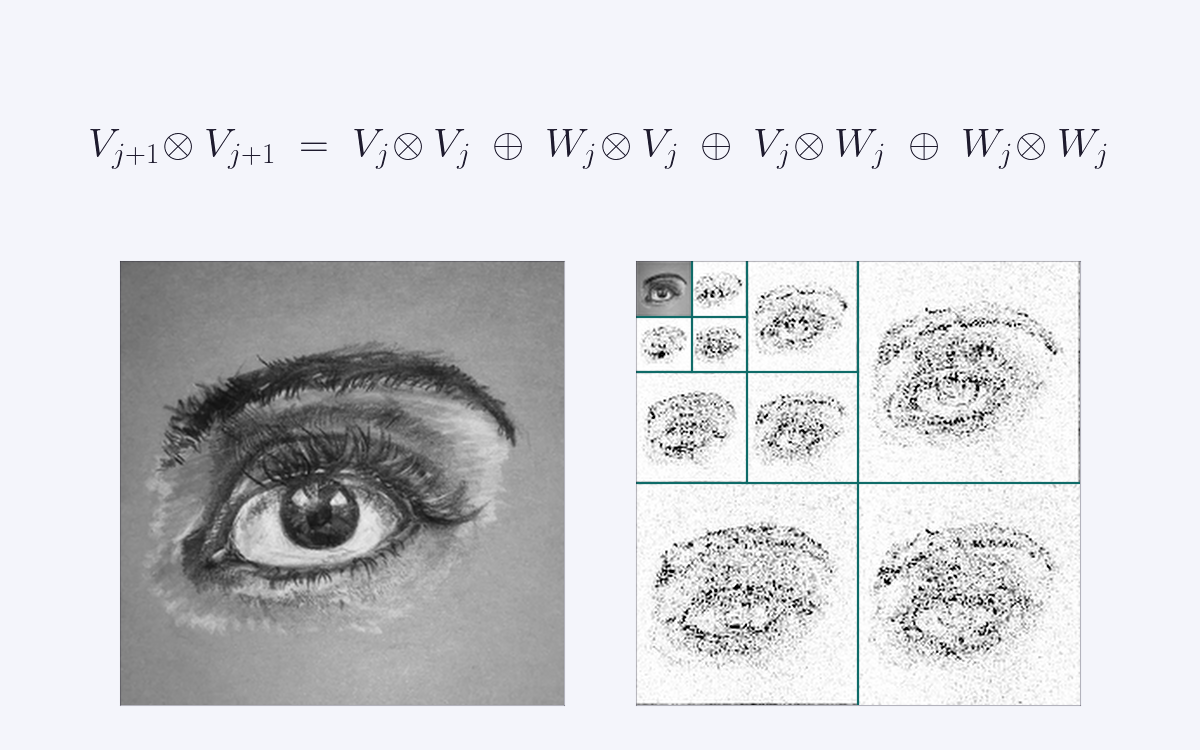 V_{j+1} ⊗ V_{j+1} = V_j ⊗ V_j ⊕ W_j ⊗ V_j ⊕ V_j ⊗ W_j ⊕ W_j ⊗ W_j